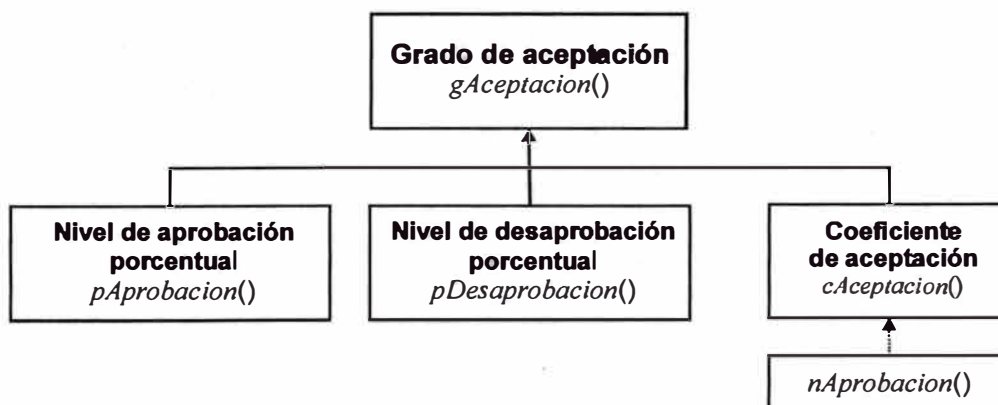 Grado de aceptación
gAceptacion()
Nivel de aprobación
porcentual
pAprobacion()
Nivel de desaprobación
porcentual
pDesaprobacion()
Coeficiente
de aceptación
cAceptacion()
nAprobacion()